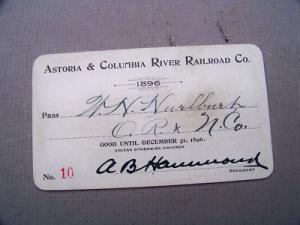 ASTORIA & COLUMBIA RIVER RAILROAD CO.
1896
PASS W. H. Hurlburt
O. R. & N. Co.
GOOD UNTIL DECEMBER 31, 1896.
UNLESS OTHERWISE ORDERED
No. 10 A B Hammond
PRESIDENT